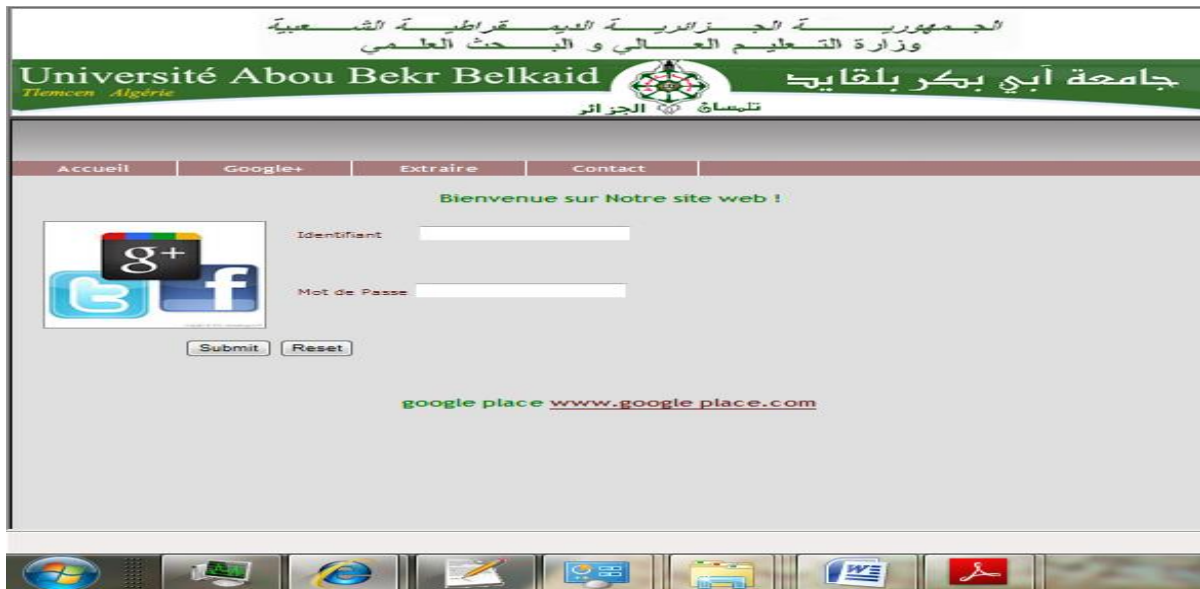 الجمهورية الجزائرية الديمقراطية الشعبية
وزارة التعليم العالي و البحث العلمي
Université Abou Bekr Belkaid
جامعة أبي بكر بلقايد
Tlemcen Algérie
تلمسان الجزائر
Accueil Google+ Extraire Contact
Bienvenue sur Notre site web !
g+
Identifiant
Mot de Passe
Submit Reset
google place www.google place.com